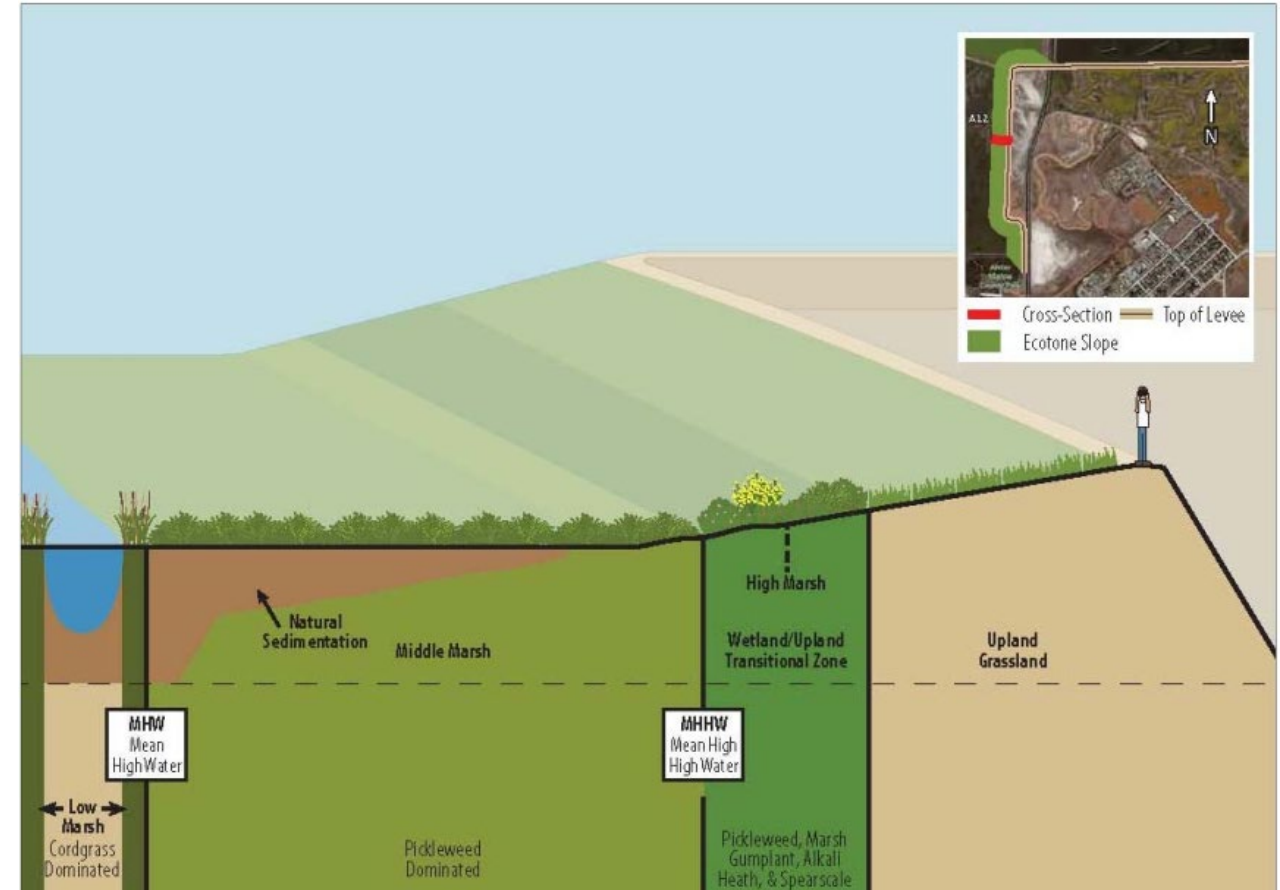 A12
N
Cross-Section
Top of Levee
Ecotone Slope
Natural
Sedimentation
Middle Marsh
High Marsh
Wetland/Upland
Transitional Zone
Upland
Grassland
MHW
Mean
High Water
MHHW
Mean High
High Water
Low
Marsh
Cordgrass
Dominated
Pickleweed
Dominated
Pickleweed, Marsh
Gumplant, Alkali
Heath, & Spearscale